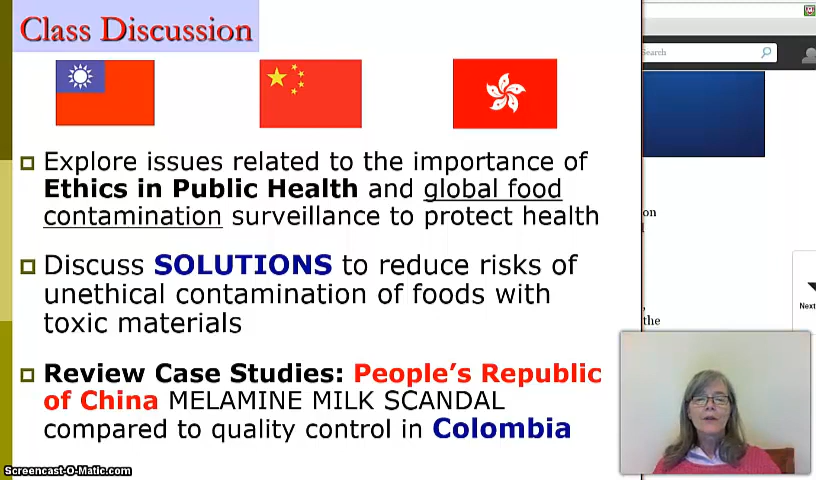 Class Discussion
Search
Explore issues related to the importance of
Ethics in Public Health and global food
contamination surveillance to protect health
Discuss SOLUTIONS to reduce risks of
unethical contamination of foods with
toxic materials
Review Case Studies: People's Republic
of China MELAMINE MILK SCANDAL
compared to quality control in Colombia
on
Next
the
Screencast-O-Matic.com